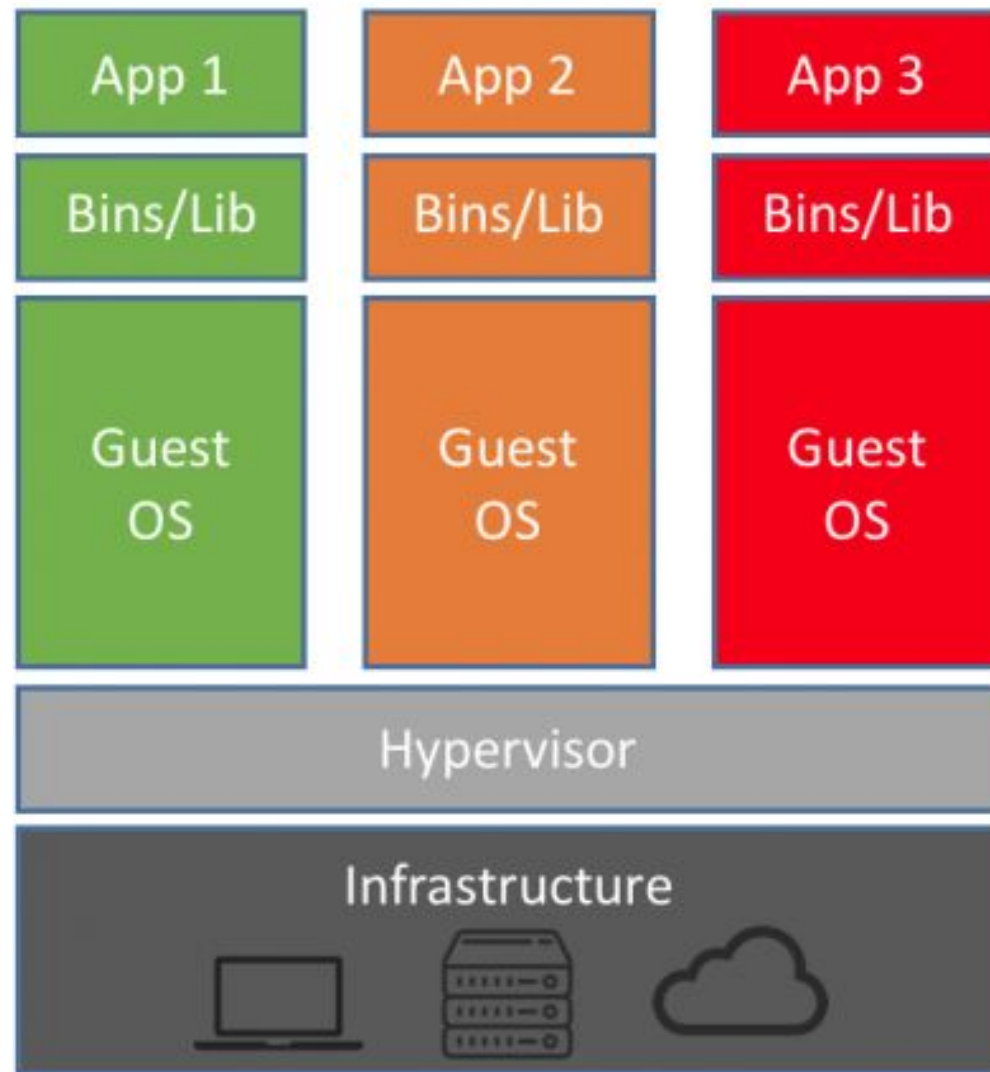 App 1
App 2
App 3
Bins/Lib
Bins/Lib
Bins/Lib
Guest
OS
Guest
OS
Guest
OS
Hypervisor
Infrastructure